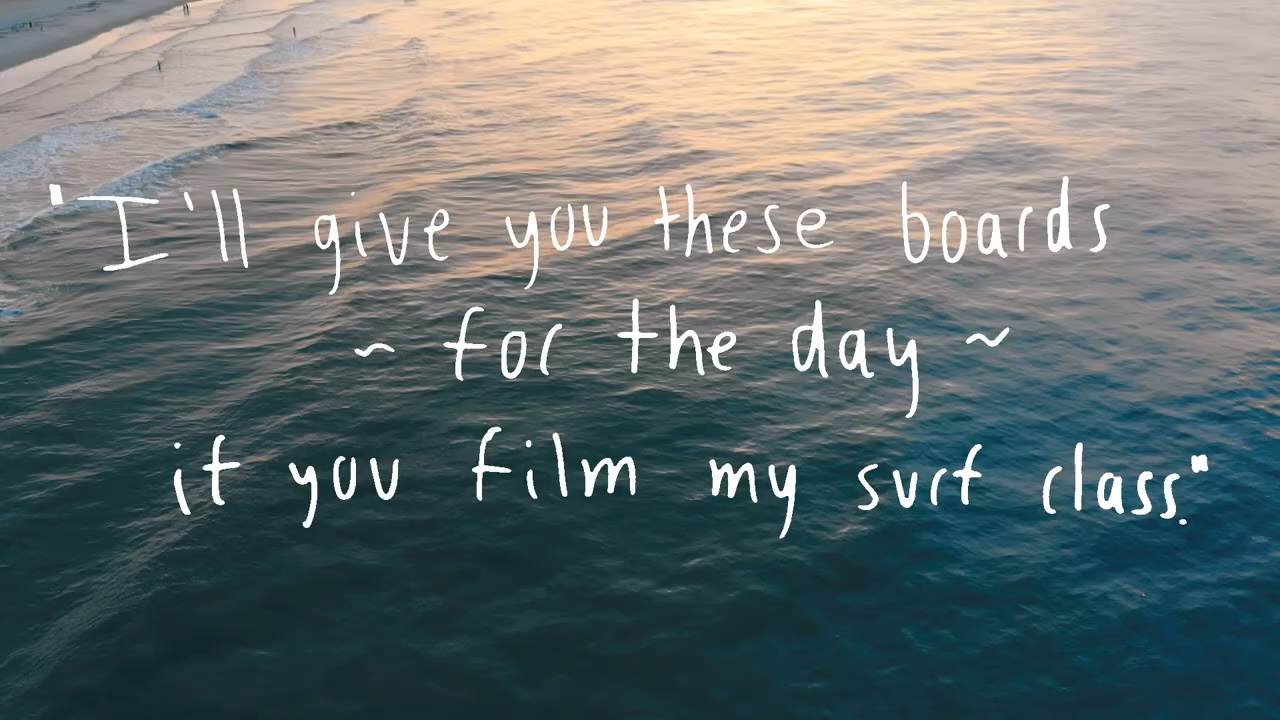 "I'll give you these boards
~ for the day ~
if you film my surf class."